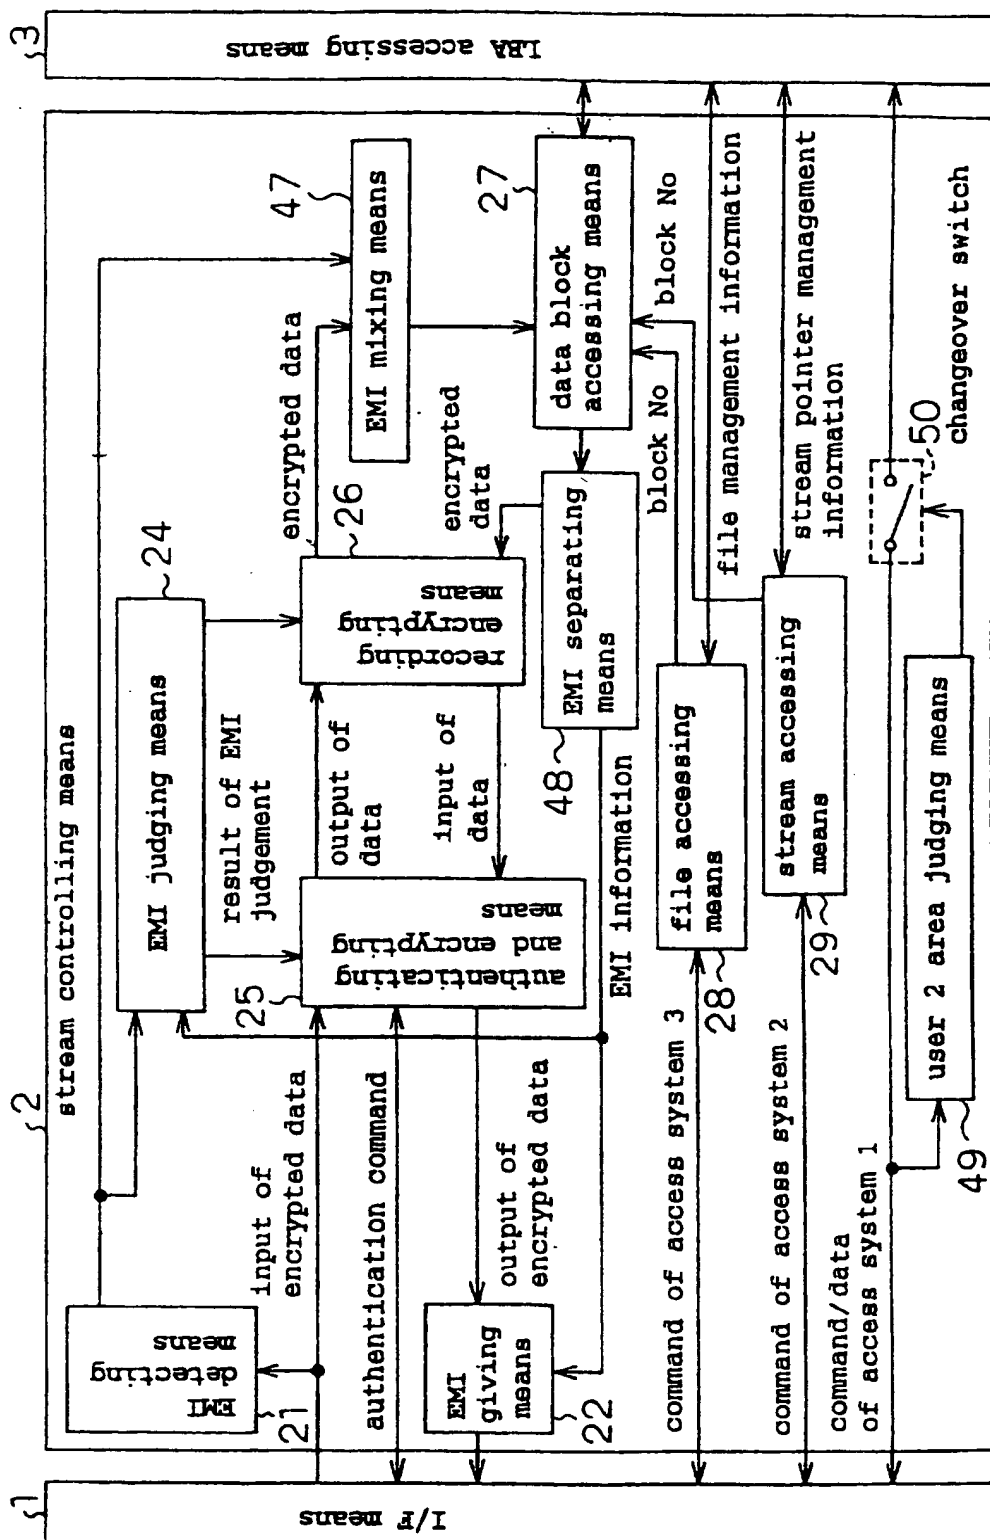 1
I/F means
2
stream controlling means
3
LBA accessing means
EMI
detecting
means
21
EMI judging means
24
result of EMI
judgement
input of
encrypted data
authentication command
25
authenticating
and encrypting
means
output of
data
input of
data
recording
encrypting
means
26
encrypted data
encrypted
data
EMI mixing means
47
data block
accessing means
27
EMI separating
means
48
EMI information
output of
encrypted data
EMI
giving
means
22
block No
block No
file management information
command of access system 3
file accessing
means
28
command of access system 2
stream accessing
means
29
stream pointer management
information
command/data
of access system 1
user 2 area judging means
49
50
changeover switch